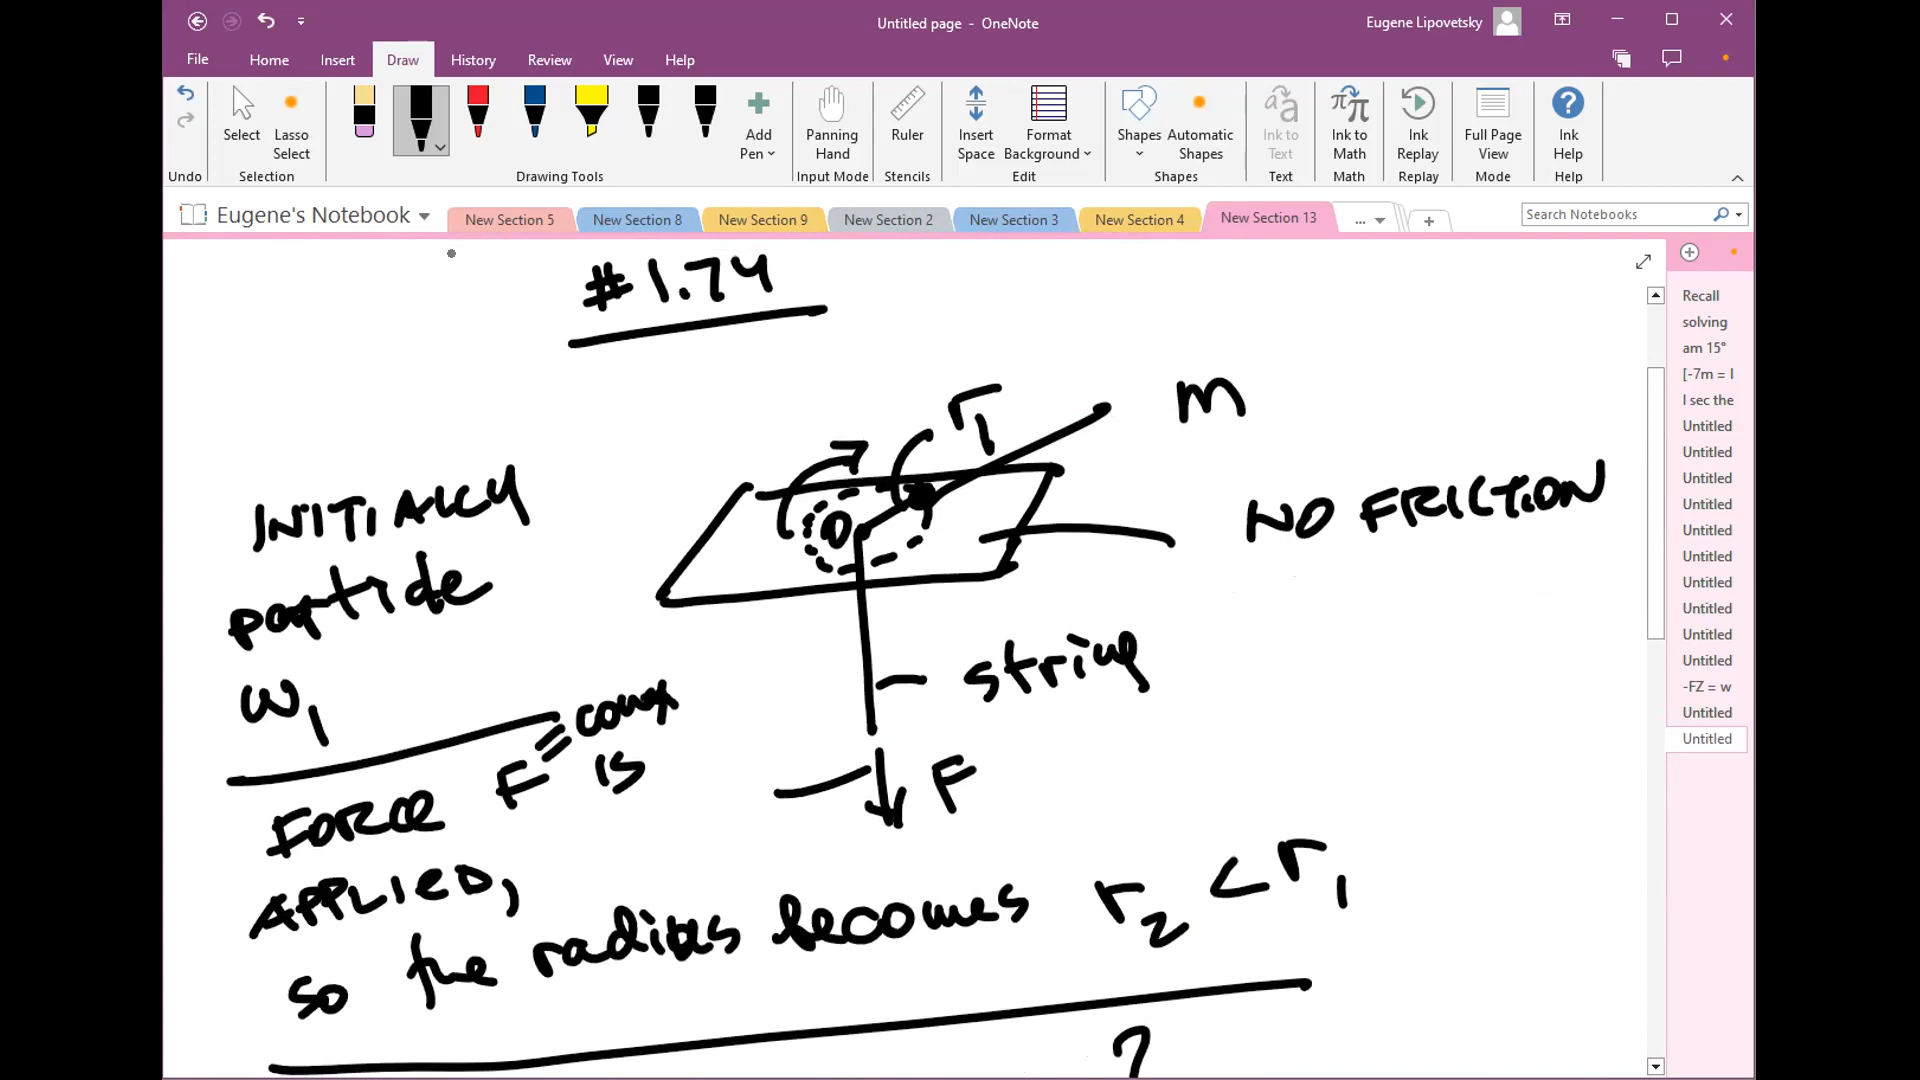 Untitled page - OneNote
Eugene Lipovetsky
File
Home
Insert
Draw
History
Review
View
Help
Select
Lasso Select
Add Pen
Panning Hand
Ruler
Insert Space
Format Background
Shapes
Automatic Shapes
Ink to Text
Ink to Math
Ink Replay
Full Page View
Ink Help
Undo
Selection
Drawing Tools
Input Mode
Stencils
Edit
Shapes
Text
Math
Replay
Mode
Help
Eugene's Notebook
New Section 5
New Section 8
New Section 9
New Section 2
New Section 3
New Section 4
New Section 13
...
Search Notebooks
#1.74
m
r1
O
NO FRICTION
INITIALLY
particle
ω1
string
F
FORCE F = const
is
APPLIED,
so the radius becomes r2 < r1
?
Recall
solving
am 15°
[-7m = I
I sec the
Untitled
Untitled
Untitled
Untitled
Untitled
Untitled
Untitled
Untitled
Untitled
Untitled
-FZ = w
Untitled
Untitled